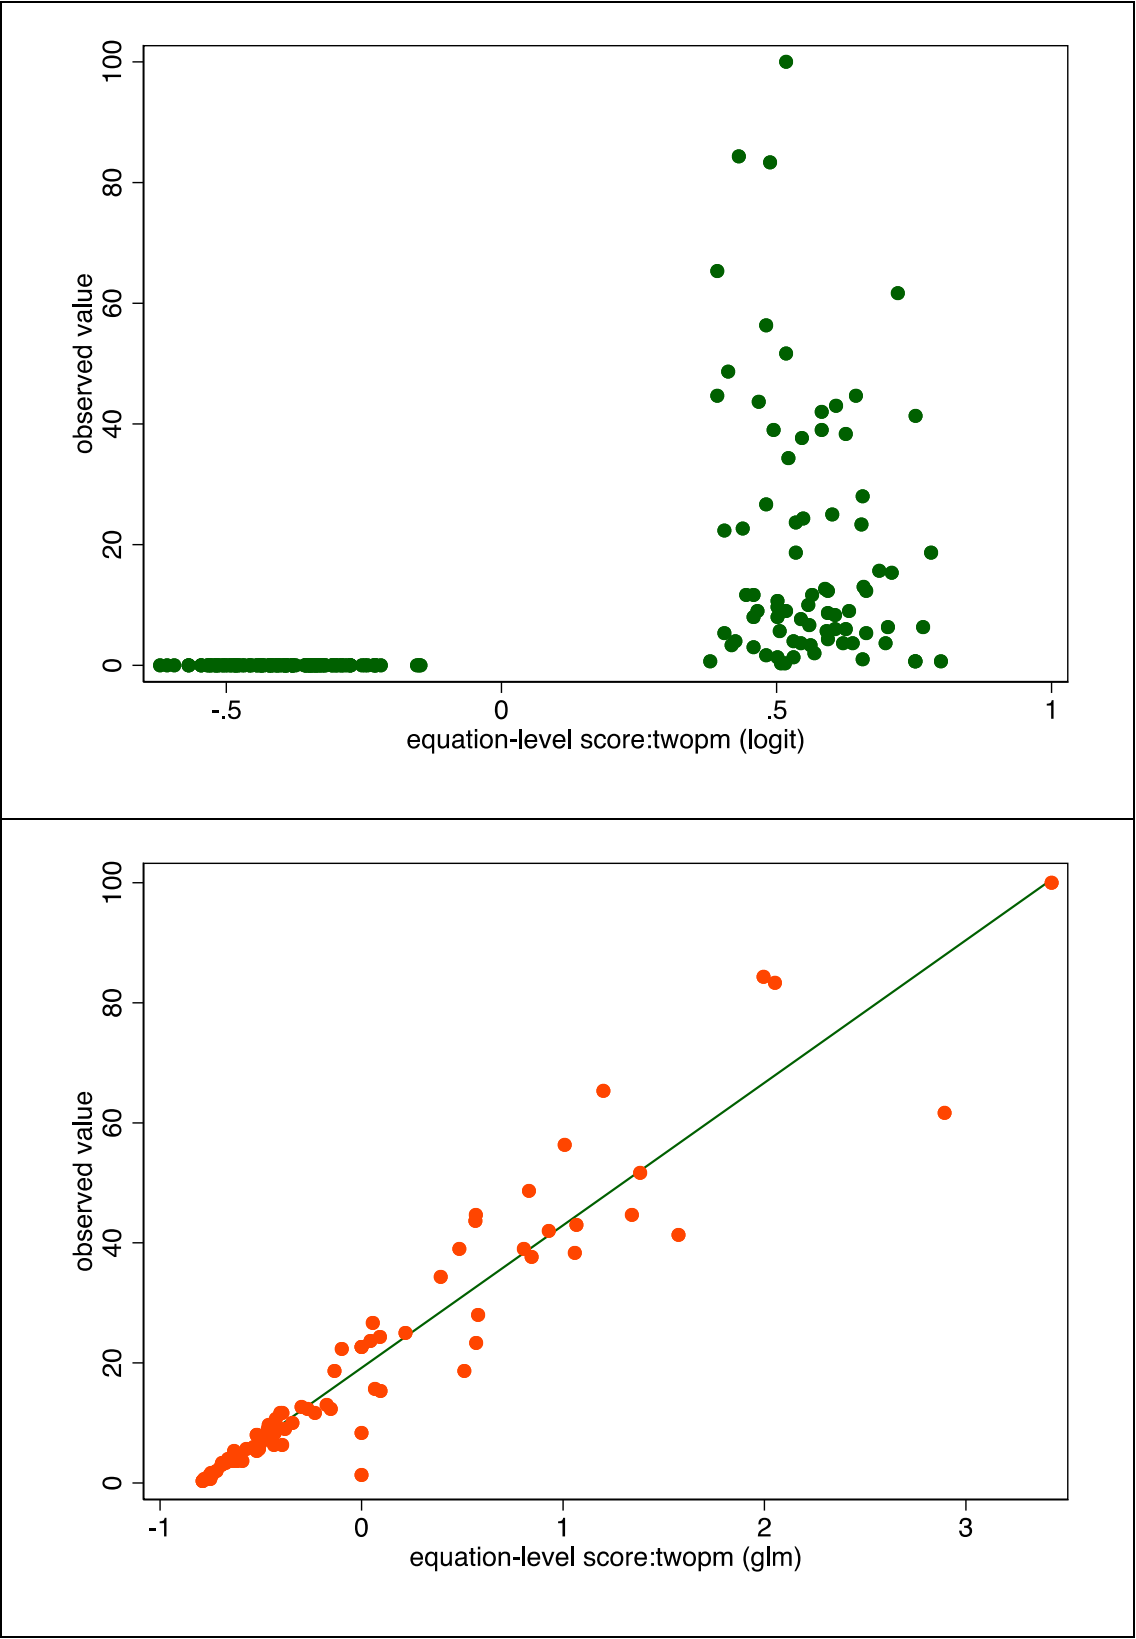 100
80
60
40
20
0
observed value
-.5 0 .5 1
equation-level score:twopm (logit)
100
80
60
40
20
0
observed value
-1 0 1 2 3
equation-level score:twopm (glm)